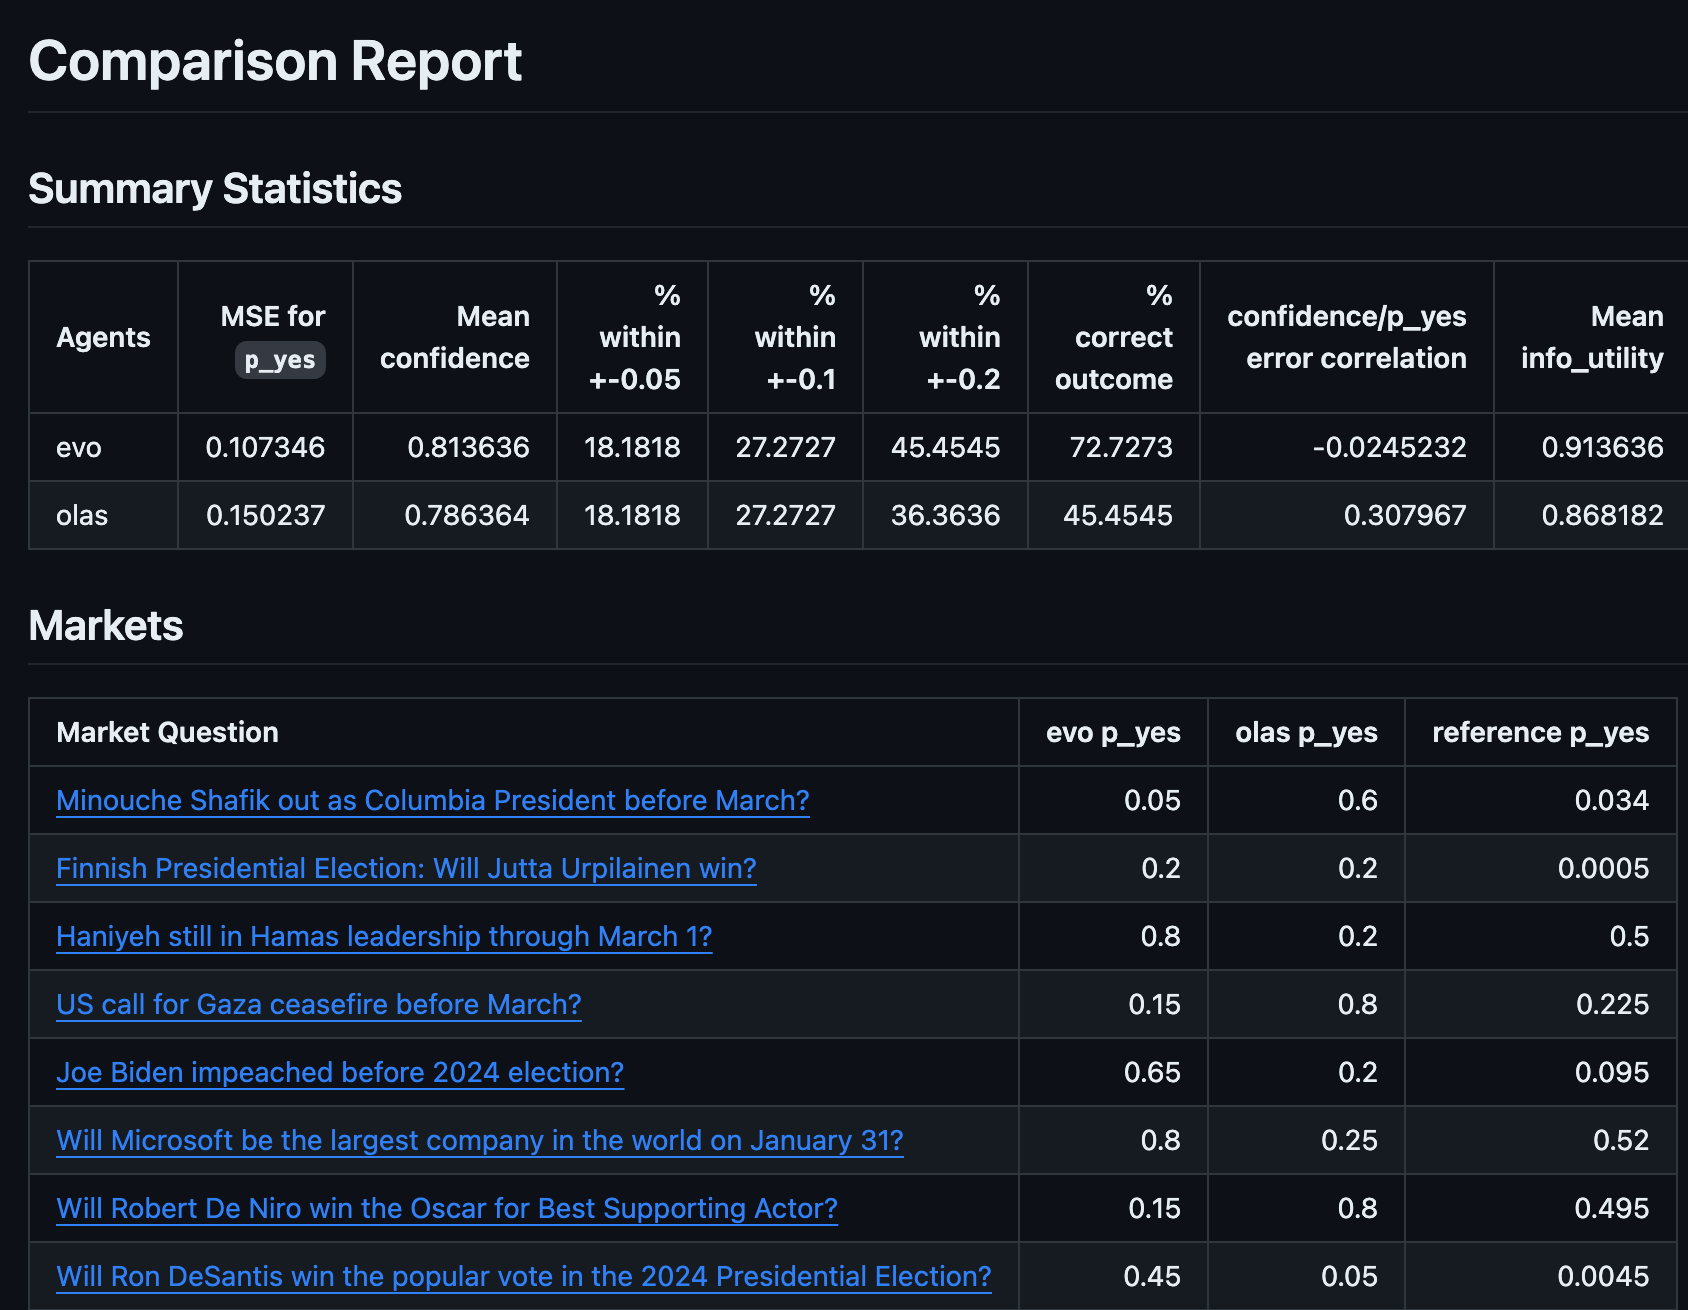 Comparison Report
Summary Statistics
Agents MSE for p_yes Mean confidence % within +-0.05 % within +-0.1 % within +-0.2 % correct outcome confidence/p_yes error correlation Mean info_utility
evo 0.107346 0.813636 18.1818 27.2727 45.4545 72.7273 -0.0245232 0.913636
olas 0.150237 0.786364 18.1818 27.2727 36.3636 45.4545 0.307967 0.868182
Markets
Market Question evo p_yes olas p_yes reference p_yes
Minouche Shafik out as Columbia President before March? 0.05 0.6 0.034
Finnish Presidential Election: Will Jutta Urpilainen win? 0.2 0.2 0.0005
Haniyeh still in Hamas leadership through March 1? 0.8 0.2 0.5
US call for Gaza ceasefire before March? 0.15 0.8 0.225
Joe Biden impeached before 2024 election? 0.65 0.2 0.095
Will Microsoft be the largest company in the world on January 31? 0.8 0.25 0.52
Will Robert De Niro win the Oscar for Best Supporting Actor? 0.15 0.8 0.495
Will Ron DeSantis win the popular vote in the 2024 Presidential Election? 0.45 0.05 0.0045